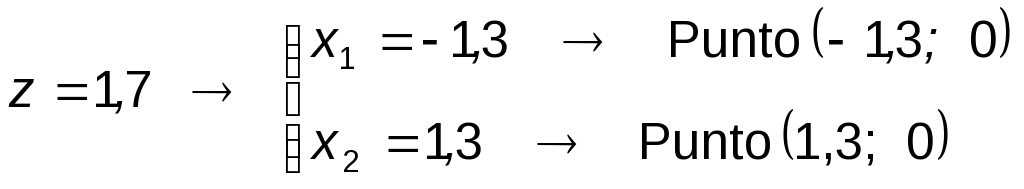 x₁ = - 1,3 → Punto (- 1,3; 0)
z = 1,7 →
x₂ = 1,3 → Punto (1,3; 0)